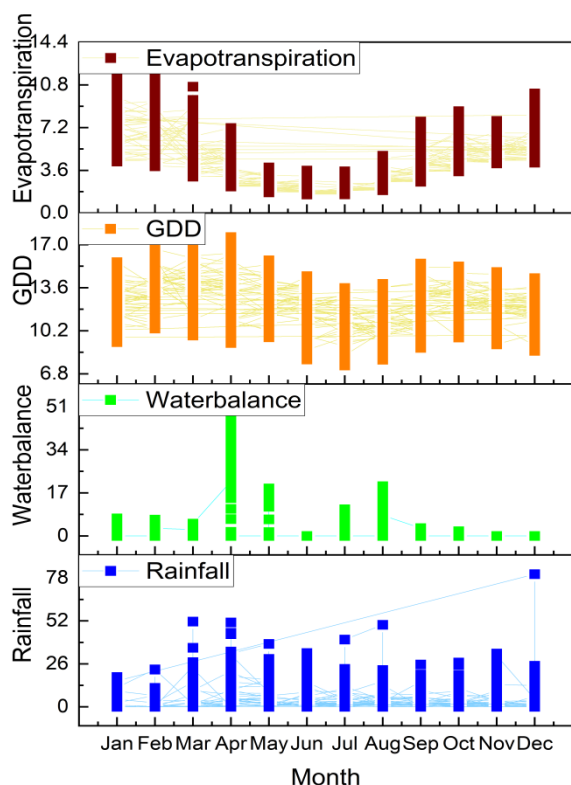 14.4
Evapotranspiration
10.8
7.2
3.6
0.0
Evapotranspiration
GDD
17.0
13.6
10.2
6.8
GDD
51
Waterbalance
34
17
0
Waterbalance
78
Rainfall
52
26
0
Rainfall
Jan Feb Mar Apr May Jun Jul Aug Sep Oct Nov Dec
Month